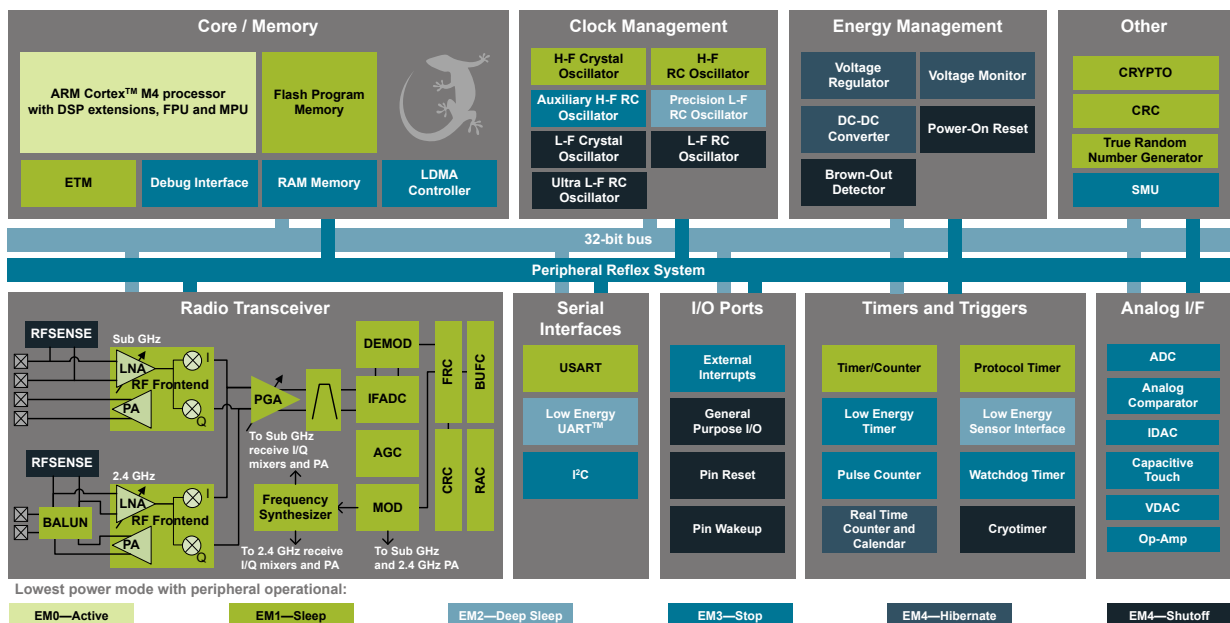 Core / Memory
ARM Cortex™ M4 processor
with DSP extensions, FPU and MPU
Flash Program
Memory
ETM
Debug Interface
RAM Memory
LDMA
Controller
Clock Management
H-F Crystal
Oscillator
H-F
RC Oscillator
Auxiliary H-F RC
Oscillator
Precision L-F
RC Oscillator
L-F Crystal
Oscillator
L-F RC
Oscillator
Ultra L-F RC
Oscillator
Energy Management
Voltage
Regulator
Voltage Monitor
DC-DC
Converter
Power-On Reset
Brown-Out
Detector
Other
CRYPTO
CRC
True Random
Number Generator
SMU
32-bit bus
Peripheral Reflex System
Radio Transceiver
RFSENSE
Sub GHz
LNA
RF Frontend
PA
I
Q
PGA
To Sub GHz
receive I/Q
mixers and PA
DEMOD
IFADC
AGC
MOD
FRC
BUFC
CRC
RAC
RFSENSE
2.4 GHz
LNA
RF Frontend
BALUN
PA
I
Q
Frequency
Synthesizer
To 2.4 GHz receive
I/Q mixers and PA
To Sub GHz
and 2.4 GHz PA
Serial
Interfaces
USART
Low Energy
UART™
I²C
I/O Ports
External
Interrupts
General
Purpose I/O
Pin Reset
Pin Wakeup
Timers and Triggers
Timer/Counter
Protocol Timer
Low Energy
Timer
Low Energy
Sensor Interface
Pulse Counter
Watchdog Timer
Real Time
Counter and
Calendar
Cryotimer
Analog I/F
ADC
Analog
Comparator
IDAC
Capacitive
Touch
VDAC
Op-Amp
Lowest power mode with peripheral operational:
EM0—Active
EM1—Sleep
EM2—Deep Sleep
EM3—Stop
EM4—Hibernate
EM4—Shutoff